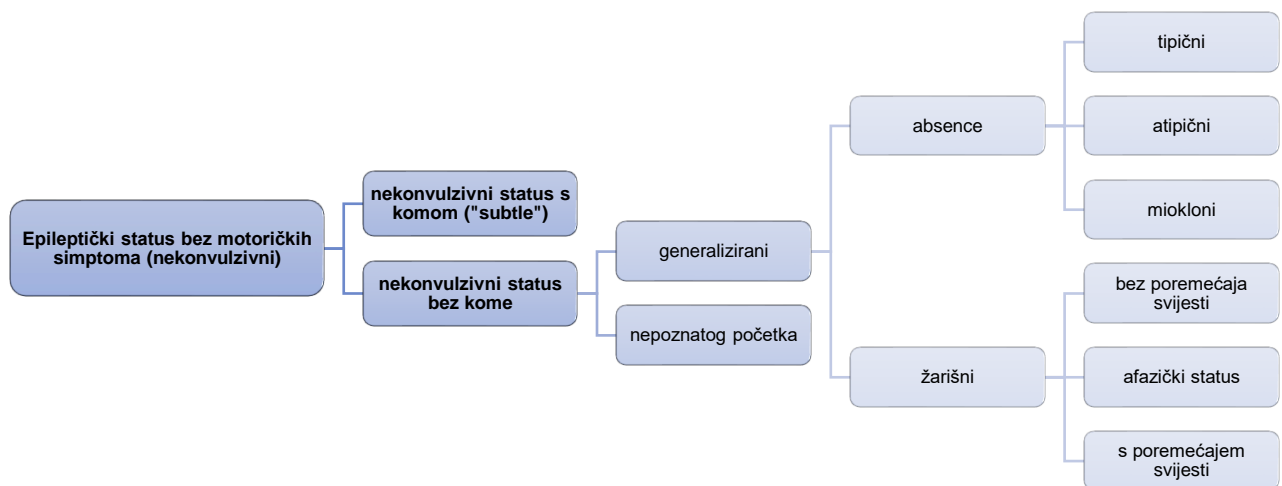 Epileptički status bez motoričkih
simptoma (nekonvulzivni)
nekonvulzivni status s
komom ("subtle")
nekonvulzivni status
bez kome
generalizirani
nepoznatog početka
absence
žarišni
tipični
atipični
miokloni
bez poremećaja
svijesti
afazički status
s poremećajem
svijesti